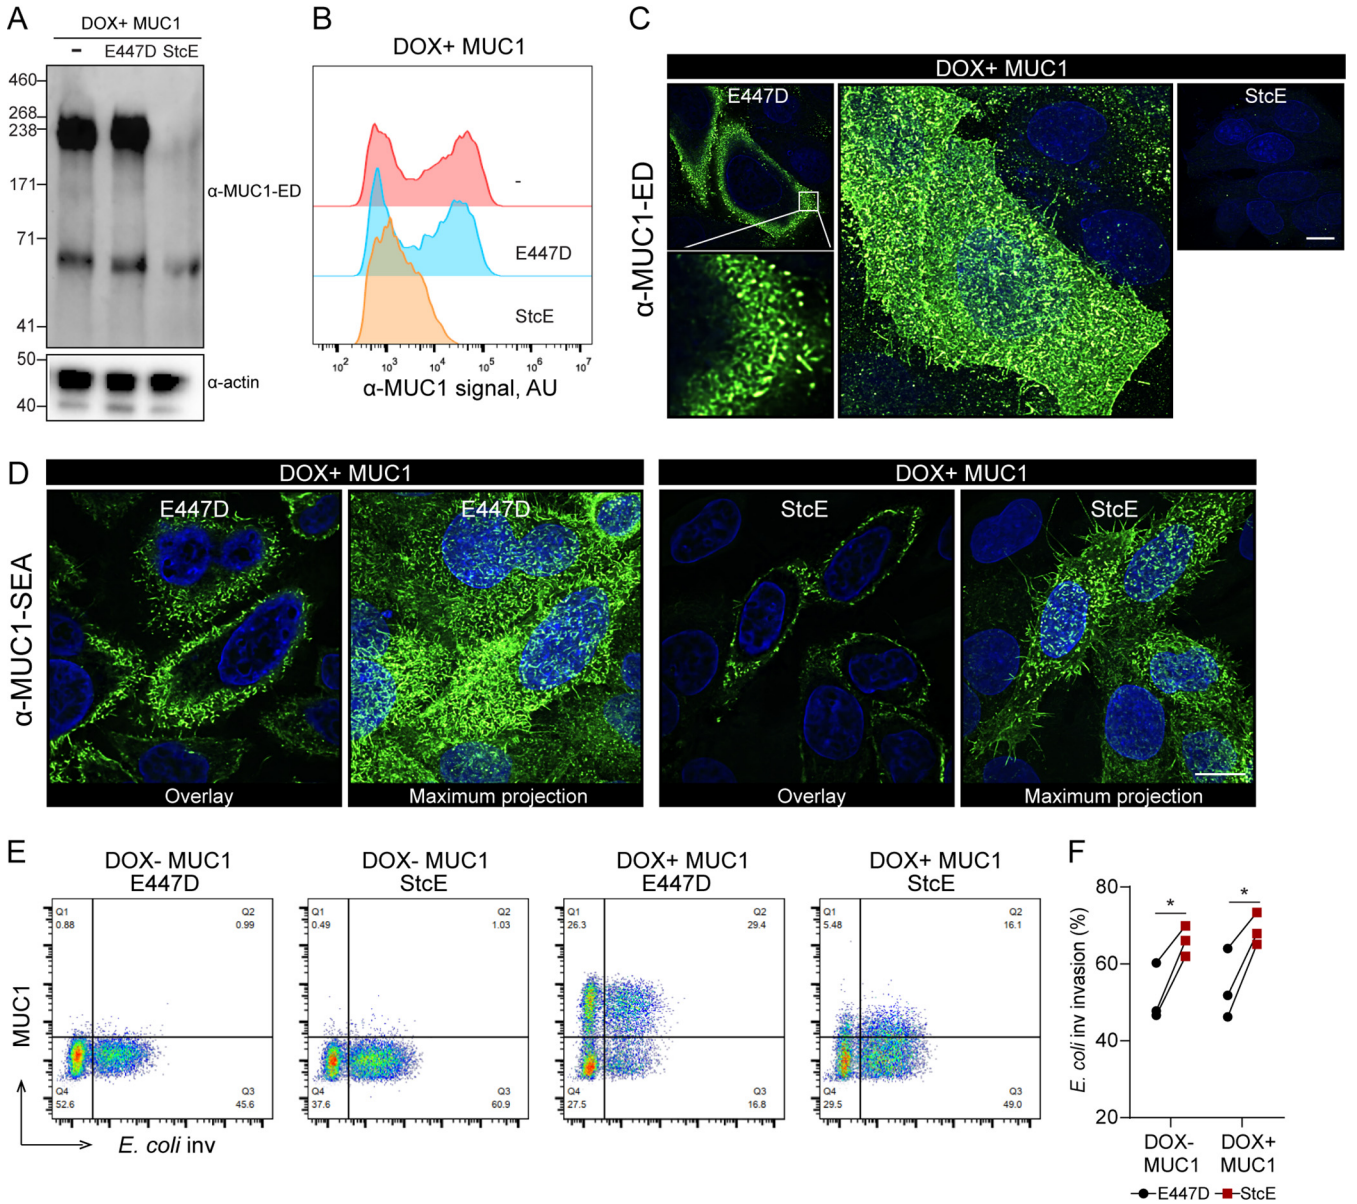 A
DOX+ MUC1
– E447D StcE
460
268
238
171
71
41
α-MUC1-ED
50
40
α-actin
B
DOX+ MUC1
-
E447D
StcE
10² 10³ 10⁴ 10⁵ 10⁶ 10⁷
α-MUC1 signal, AU
C
DOX+ MUC1
α-MUC1-ED
E447D
StcE
D
DOX+ MUC1
DOX+ MUC1
α-MUC1-SEA
E447D
E447D
StcE
StcE
Overlay
Maximum projection
Overlay
Maximum projection
E
DOX- MUC1
E447D
Q1
0.88
Q2
0.99
Q4
52.6
Q3
45.6
DOX- MUC1
StcE
Q1
0.49
Q2
1.03
Q4
37.6
Q3
60.9
DOX+ MUC1
E447D
Q1
26.3
Q2
29.4
Q4
27.5
Q3
16.8
DOX+ MUC1
StcE
Q1
5.48
Q2
16.1
Q4
29.5
Q3
49.0
MUC1
E. coli inv
F
E. coli inv invasion (%)
80
60
40
20
*
*
DOX-
MUC1
DOX+
MUC1
E447D StcE